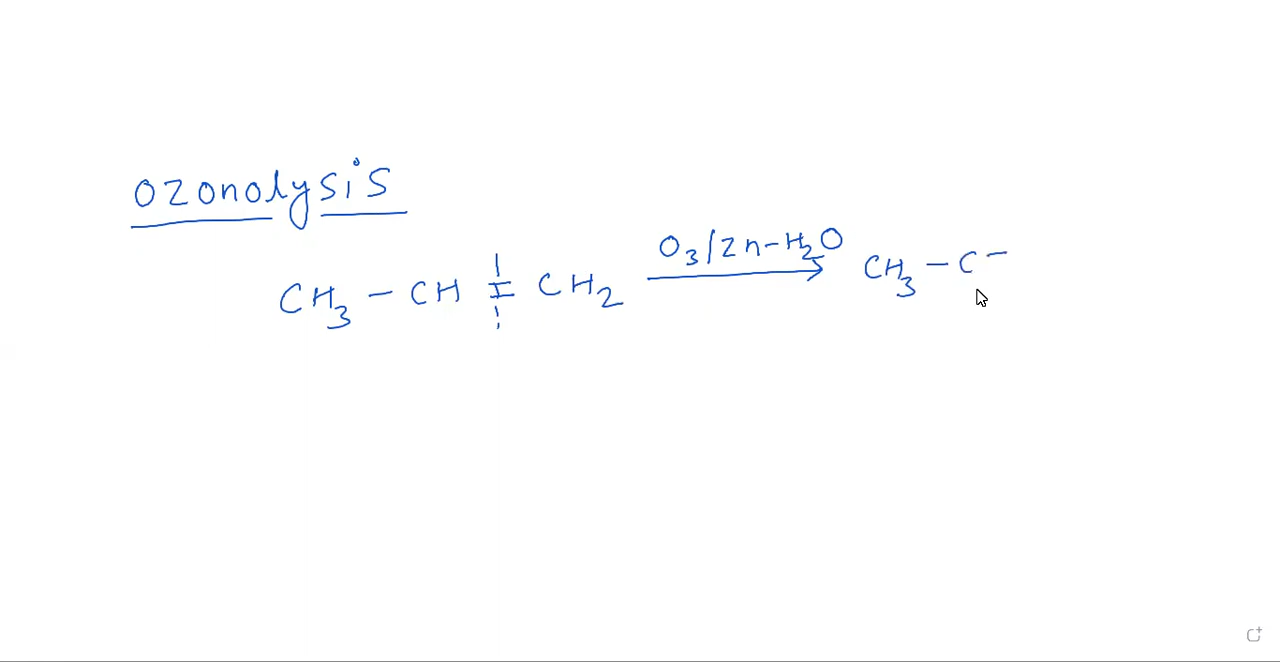 ozonolysis
O₃/Zn-H₂O
CH₃ - CH = CH₂ → CH₃ - C -